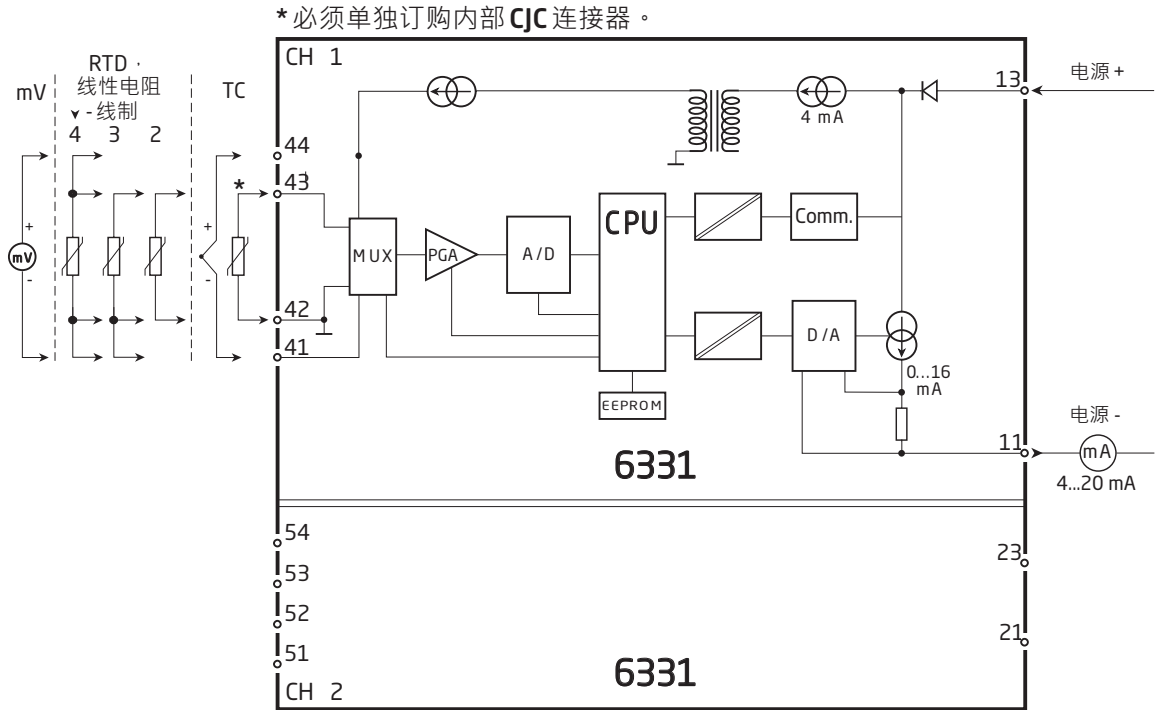 *必须单独订购内部 CJC 连接器。
CH 1
RTD，
线性电阻
- 线制
mV
4 3 2
TC
44
43
*
42
41
+
mV
-
+
-
MUX
PGA
A/D
CPU
EEPROM
Comm.
D/A
4 mA
0...16
mA
13
电源 +
11
电源 -
mA
4...20 mA
6331
54
53
52
51
23
21
6331
CH 2